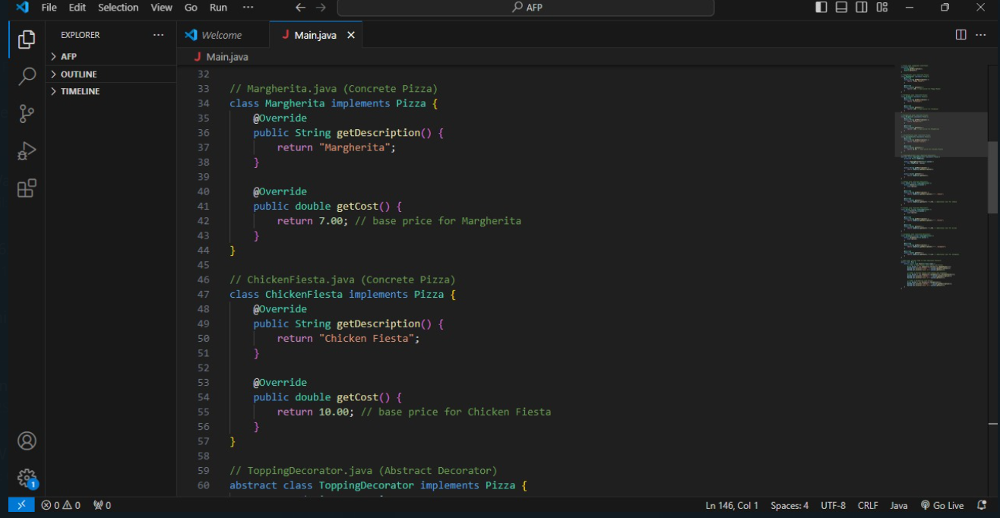 File Edit Selection View Go Run ··· ← → AFP
EXPLORER ···
Welcome
Main.java
AFP
OUTLINE
TIMELINE
Main.java
32
33 // Margherita.java (Concrete Pizza)
34 class Margherita implements Pizza {
35     @Override
36     public String getDescription() {
37         return "Margherita";
38     }
39
40     @Override
41     public double getCost() {
42         return 7.00; // base price for Margherita
43     }
44 }
45
46 // ChickenFiesta.java (Concrete Pizza)
47 class ChickenFiesta implements Pizza {
48     @Override
49     public String getDescription() {
50         return "Chicken Fiesta";
51     }
52
53     @Override
54     public double getCost() {
55         return 10.00; // base price for Chicken Fiesta
56     }
57 }
58
59 // ToppingDecorator.java (Abstract Decorator)
60 abstract class ToppingDecorator implements Pizza {
1
0 0 0 Ln 146, Col 1 Spaces: 4 UTF-8 CRLF Java Go Live